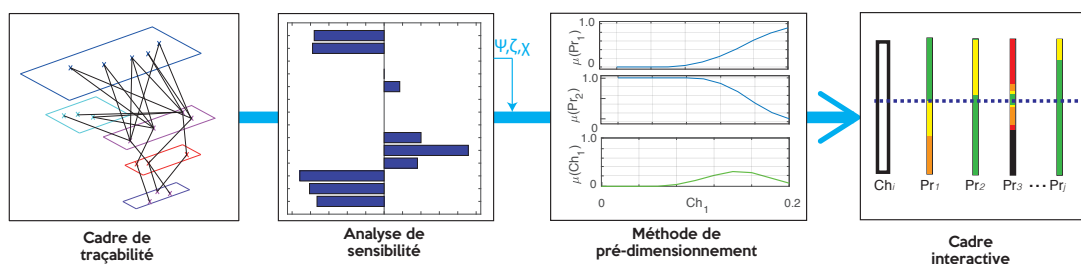 Ψ,ζ,χ
μ(Pr1)
1.0
0
μ(Pr2)
1.0
0
μ(Ch1)
1.0
0
0
Ch1
0.2
Chi
Pr1
Pr2
Pr3
...
Prj
Cadre de
traçabilité
Analyse de
sensibilité
Méthode de
pré-dimensionnement
Cadre
interactive